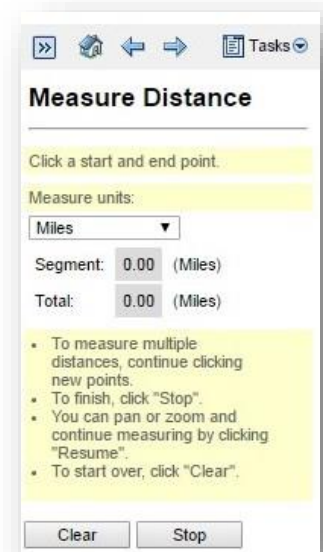 Tasks
Measure Distance
Click a start and end point.
Measure units:
Miles
Segment: 0.00 (Miles)
Total: 0.00 (Miles)
• To measure multiple
distances, continue clicking
new points.
• To finish, click "Stop".
• You can pan or zoom and
continue measuring by clicking
"Resume".
• To start over, click "Clear".
Clear Stop